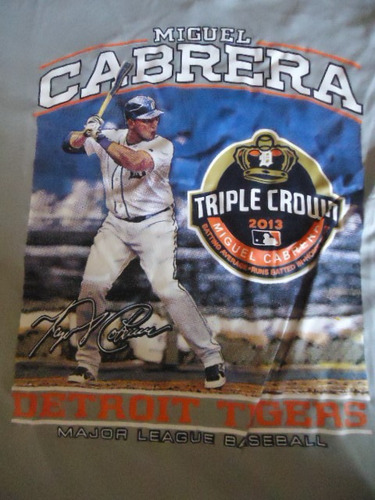 MIGUEL
CABRERA
TRIPLE CROWN
2013
MIGUEL CABRERA
DETROIT TIGERS
MAJOR LEAGUE BASEBALL